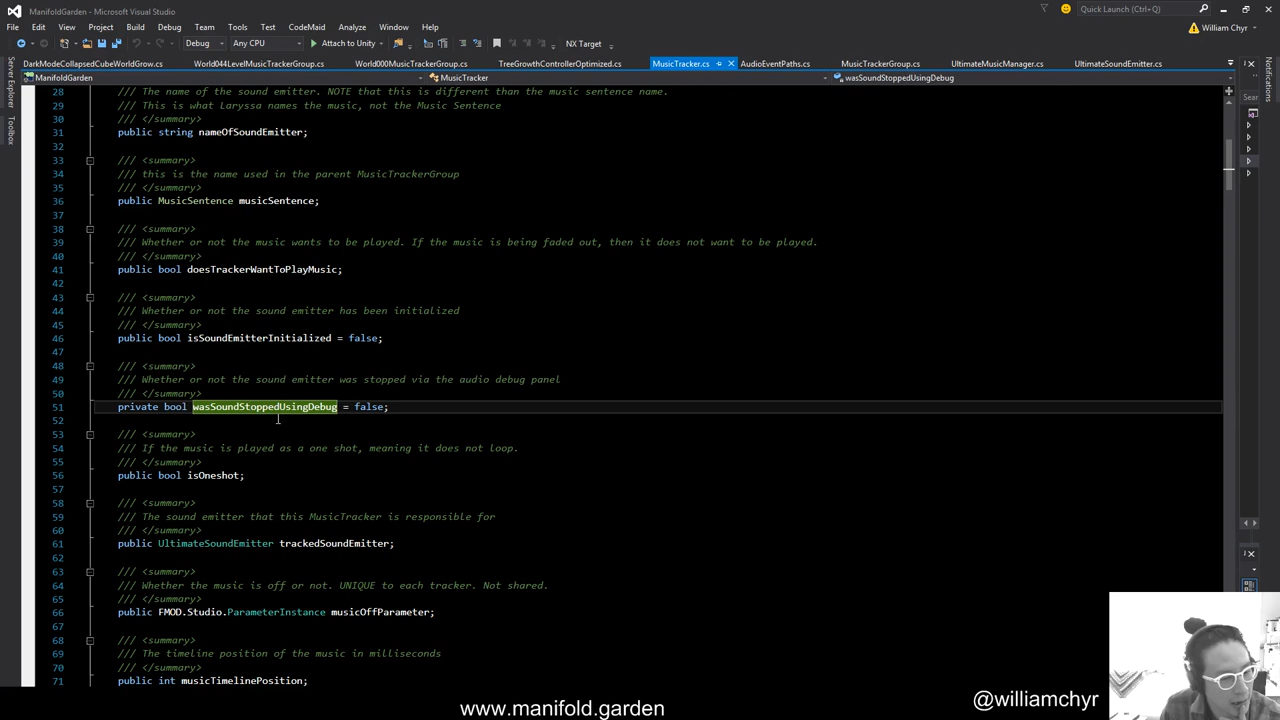 ManifoldGarden - Microsoft Visual Studio
Quick Launch (Ctrl+Q)
File Edit View Project Build Debug Team Tools Test CodeMaid Analyze Window Help
William Chyr
Debug Any CPU Attach to Unity NX Target
DarkModeCollapsedCubeWorldGrow.cs World044LevelMusicTrackerGroup.cs World000MusicTrackerGroup.cs TreeGrowthControllerOptimized.cs MusicTracker.cs AudioEventPaths.cs MusicTrackerGroup.cs UltimateMusicManager.cs UltimateSoundEmitter.cs
ManifoldGarden MusicTracker wasSoundStoppedUsingDebug
Server Explorer
Toolbox
Notifications
Sear
28 /// The name of the sound emitter. NOTE that this is different than the music sentence name.
29 /// This is what Laryssa names the music, not the Music Sentence
30 /// </summary>
31 public string nameOfSoundEmitter;
32
33 /// <summary>
34 /// this is the name used in the parent MusicTrackerGroup
35 /// </summary>
36 public MusicSentence musicSentence;
37
38 /// <summary>
39 /// Whether or not the music wants to be played. If the music is being faded out, then it does not want to be played.
40 /// </summary>
41 public bool doesTrackerWantToPlayMusic;
42
43 /// <summary>
44 /// Whether or not the sound emitter has been initialized
45 /// </summary>
46 public bool isSoundEmitterInitialized = false;
47
48 /// <summary>
49 /// Whether or not the sound emitter was stopped via the audio debug panel
50 /// </summary>
51 private bool wasSoundStoppedUsingDebug = false;
52
53 /// <summary>
54 /// If the music is played as a one shot, meaning it does not loop.
55 /// </summary>
56 public bool isOneshot;
57
58 /// <summary>
59 /// The sound emitter that this MusicTracker is responsible for
60 /// </summary>
61 public UltimateSoundEmitter trackedSoundEmitter;
62
63 /// <summary>
64 /// Whether the music is off or not. UNIQUE to each tracker. Not shared.
65 /// </summary>
66 public FMOD.Studio.ParameterInstance musicOffParameter;
67
68 /// <summary>
69 /// The timeline position of the music in milliseconds
70 /// </summary>
71 public int musicTimelinePosition;
www.manifold.garden
@williamchyr